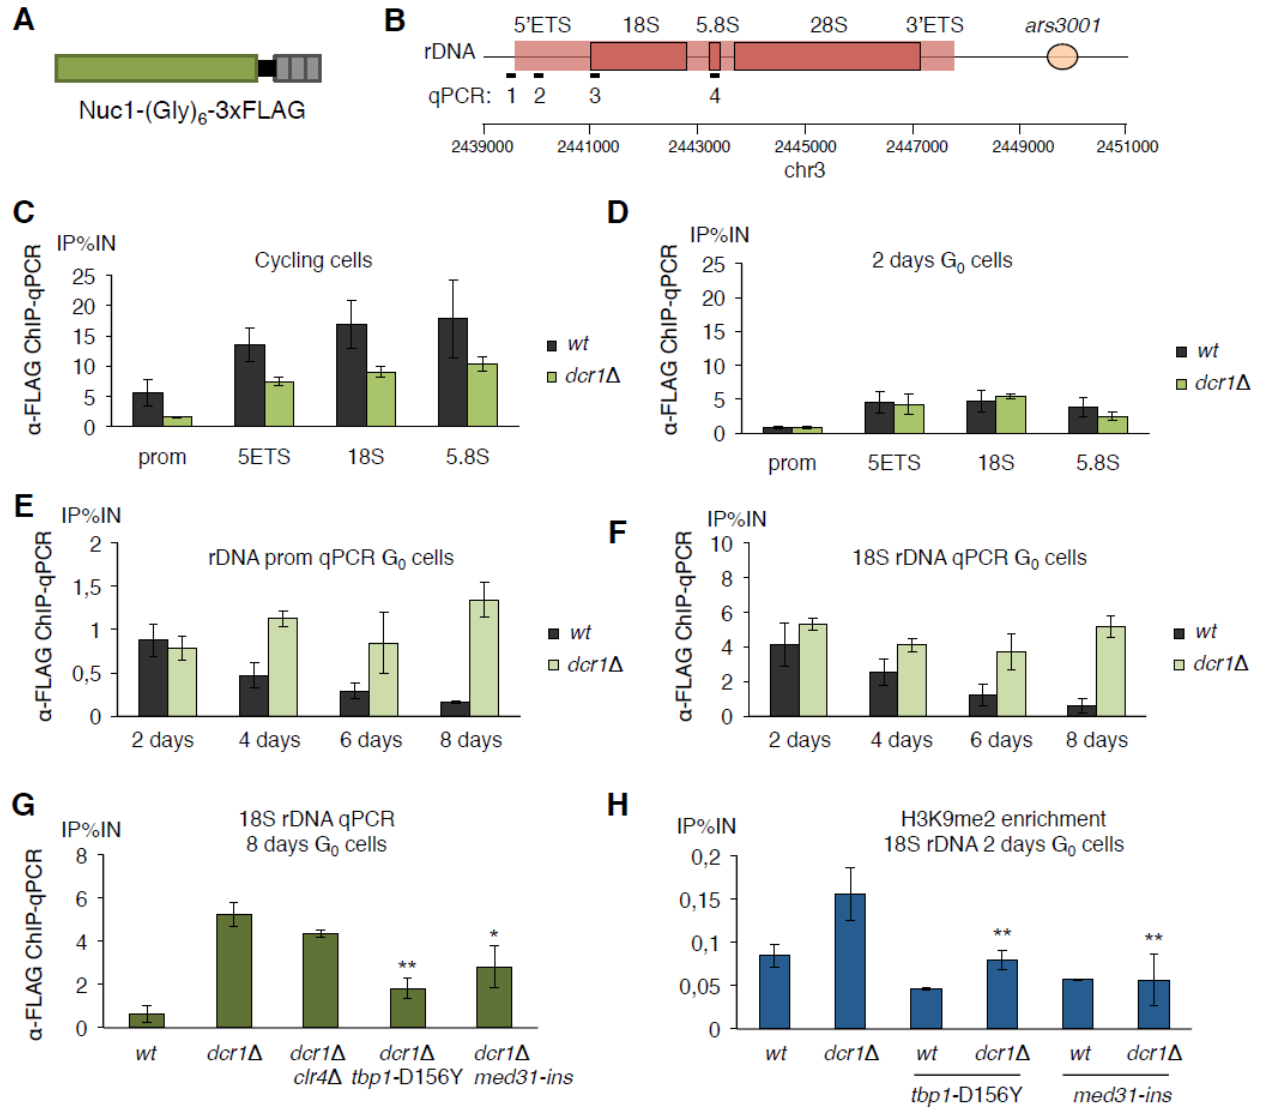 A
Nuc1-(Gly)6-3xFLAG
B
5'ETS 18S 5.8S 28S 3'ETS ars3001
rDNA
qPCR: 1 2 3 4
2439000 2441000 2443000 2445000 2447000 2449000 2451000
chr3
C
IP%IN
Cycling cells
α-FLAG ChIP-qPCR
25
20
15
10
5
0
prom 5ETS 18S 5.8S
wt
dcr1Δ
D
IP%IN
2 days G0 cells
α-FLAG ChIP-qPCR
25
20
15
10
5
0
prom 5ETS 18S 5.8S
wt
dcr1Δ
E
IP%IN
rDNA prom qPCR G0 cells
α-FLAG ChIP-qPCR
2
1,5
1
0,5
0
2 days 4 days 6 days 8 days
wt
dcr1Δ
F
IP%IN
18S rDNA qPCR G0 cells
α-FLAG ChIP-qPCR
10
8
6
4
2
0
2 days 4 days 6 days 8 days
wt
dcr1Δ
G
18S rDNA qPCR
8 days G0 cells
IP%IN
α-FLAG ChIP-qPCR
8
6
4
2
0
** *
wt dcr1Δ dcr1Δ dcr1Δ dcr1Δ
clr4Δ tbp1-D156Y med31-ins
H
H3K9me2 enrichment
18S rDNA 2 days G0 cells
IP%IN
0,2
0,15
0,1
0,05
0
** **
wt dcr1Δ wt dcr1Δ wt dcr1Δ
tbp1-D156Y med31-ins